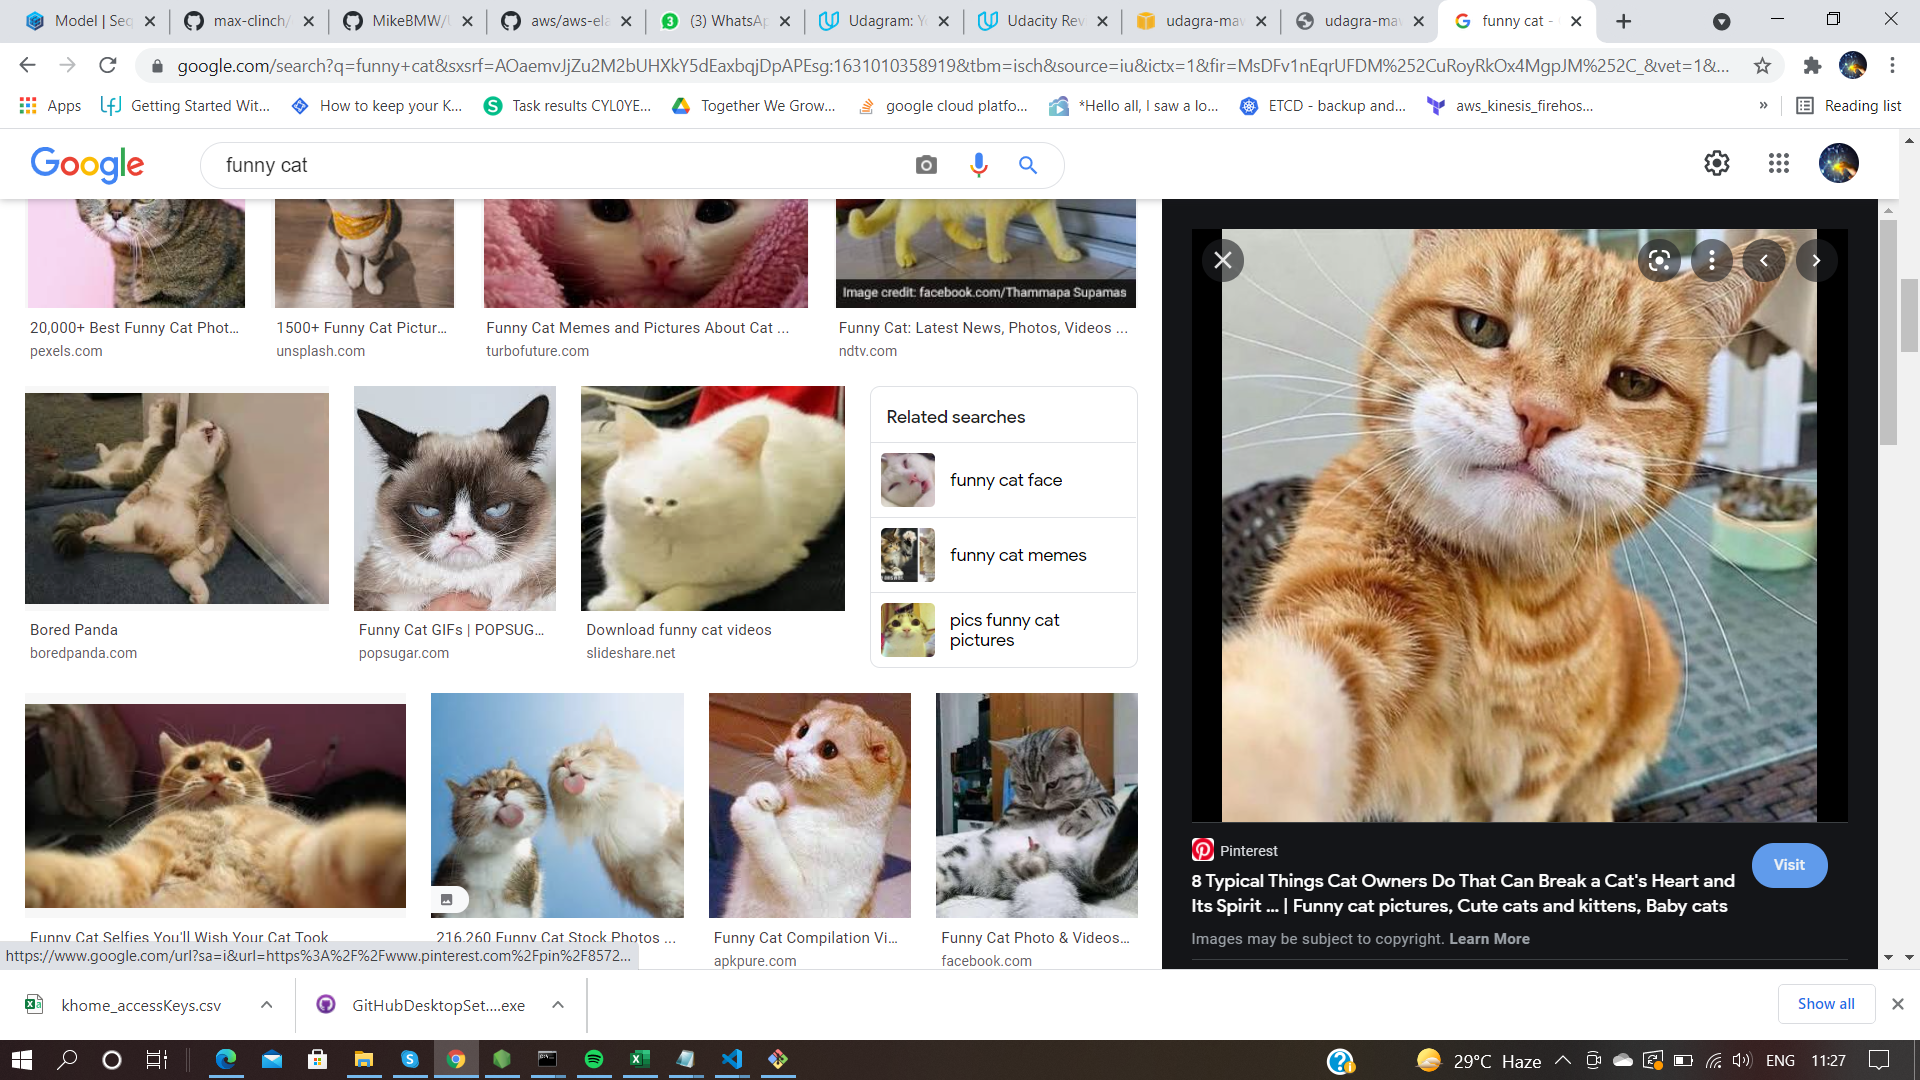 Model | Seq
max-clinch/
MikeBMW/
aws/aws-ela
(3) WhatsAp
Udagram: Yo
Udacity Rev
udagra-maw
udagra-maw
funny cat -
google.com/search?q=funny+cat&sxsrf=AOaemvJjZu2M2bUHXkY5dEaxbqjDpAPEsg:1631010358919&tbm=isch&source=iu&ictx=1&fir=MsDFv1nEqrUFDM%252CuRoyRkOx4MgpJM%252C_&vet=1&...
Apps
Getting Started Wit...
How to keep your K...
Task results CYL0YE...
Together We Grow...
google cloud platfo...
*Hello all, I saw a lo...
ETCD - backup and...
aws_kinesis_firehos...
»
Reading list
Google
funny cat
Image credit: facebook.com/Thammapa Supamas
20,000+ Best Funny Cat Phot...
pexels.com
1500+ Funny Cat Pictur...
unsplash.com
Funny Cat Memes and Pictures About Cat ...
turbofuture.com
Funny Cat: Latest News, Photos, Videos ...
ndtv.com
Related searches
funny cat face
funny cat memes
pics funny cat
pictures
Bored Panda
boredpanda.com
Funny Cat GIFs | POPSUG...
popsugar.com
Download funny cat videos
slideshare.net
Funny Cat Selfies You'll Wish Your Cat Took
216,260 Funny Cat Stock Photos ...
Funny Cat Compilation Vi...
apkpure.com
Funny Cat Photo & Videos...
facebook.com
Pinterest
8 Typical Things Cat Owners Do That Can Break a Cat's Heart and
Its Spirit ... | Funny cat pictures, Cute cats and kittens, Baby cats
Visit
Images may be subject to copyright. Learn More
https://www.google.com/url?sa=i&url=https%3A%2F%2Fwww.pinterest.com%2Fpin%2F8572...
khome_accessKeys.csv
GitHubDesktopSet....exe
Show all
29°C Haze
ENG
11:27